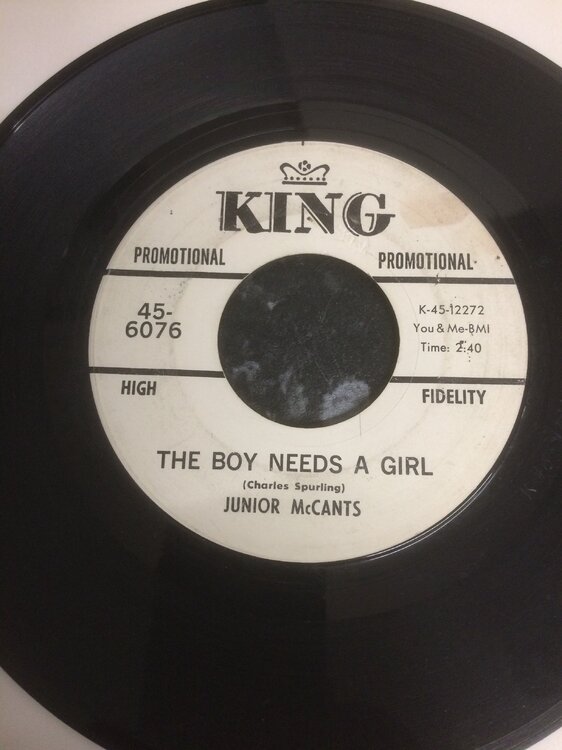 KING
PROMOTIONAL PROMOTIONAL
45-
6076
K-45-12272
You & Me-BMI
Time: 2:40
HIGH FIDELITY
THE BOY NEEDS A GIRL
(Charles Spurling)
JUNIOR McCANTS